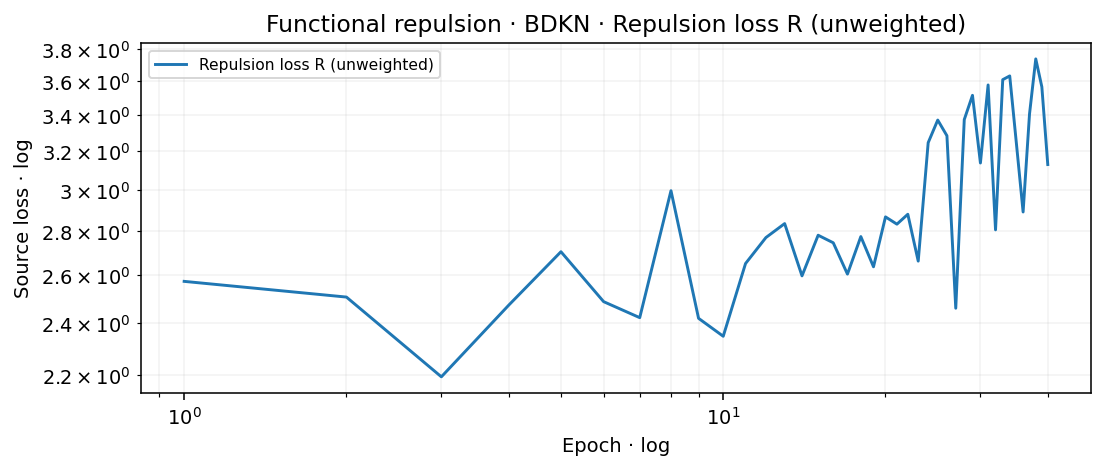 Functional repulsion · BDKN · Repulsion loss R (unweighted)
Repulsion loss R (unweighted)
Source loss · log
3.8 × 10⁰
3.6 × 10⁰
3.4 × 10⁰
3.2 × 10⁰
3 × 10⁰
2.8 × 10⁰
2.6 × 10⁰
2.4 × 10⁰
2.2 × 10⁰
10⁰
10¹
Epoch · log